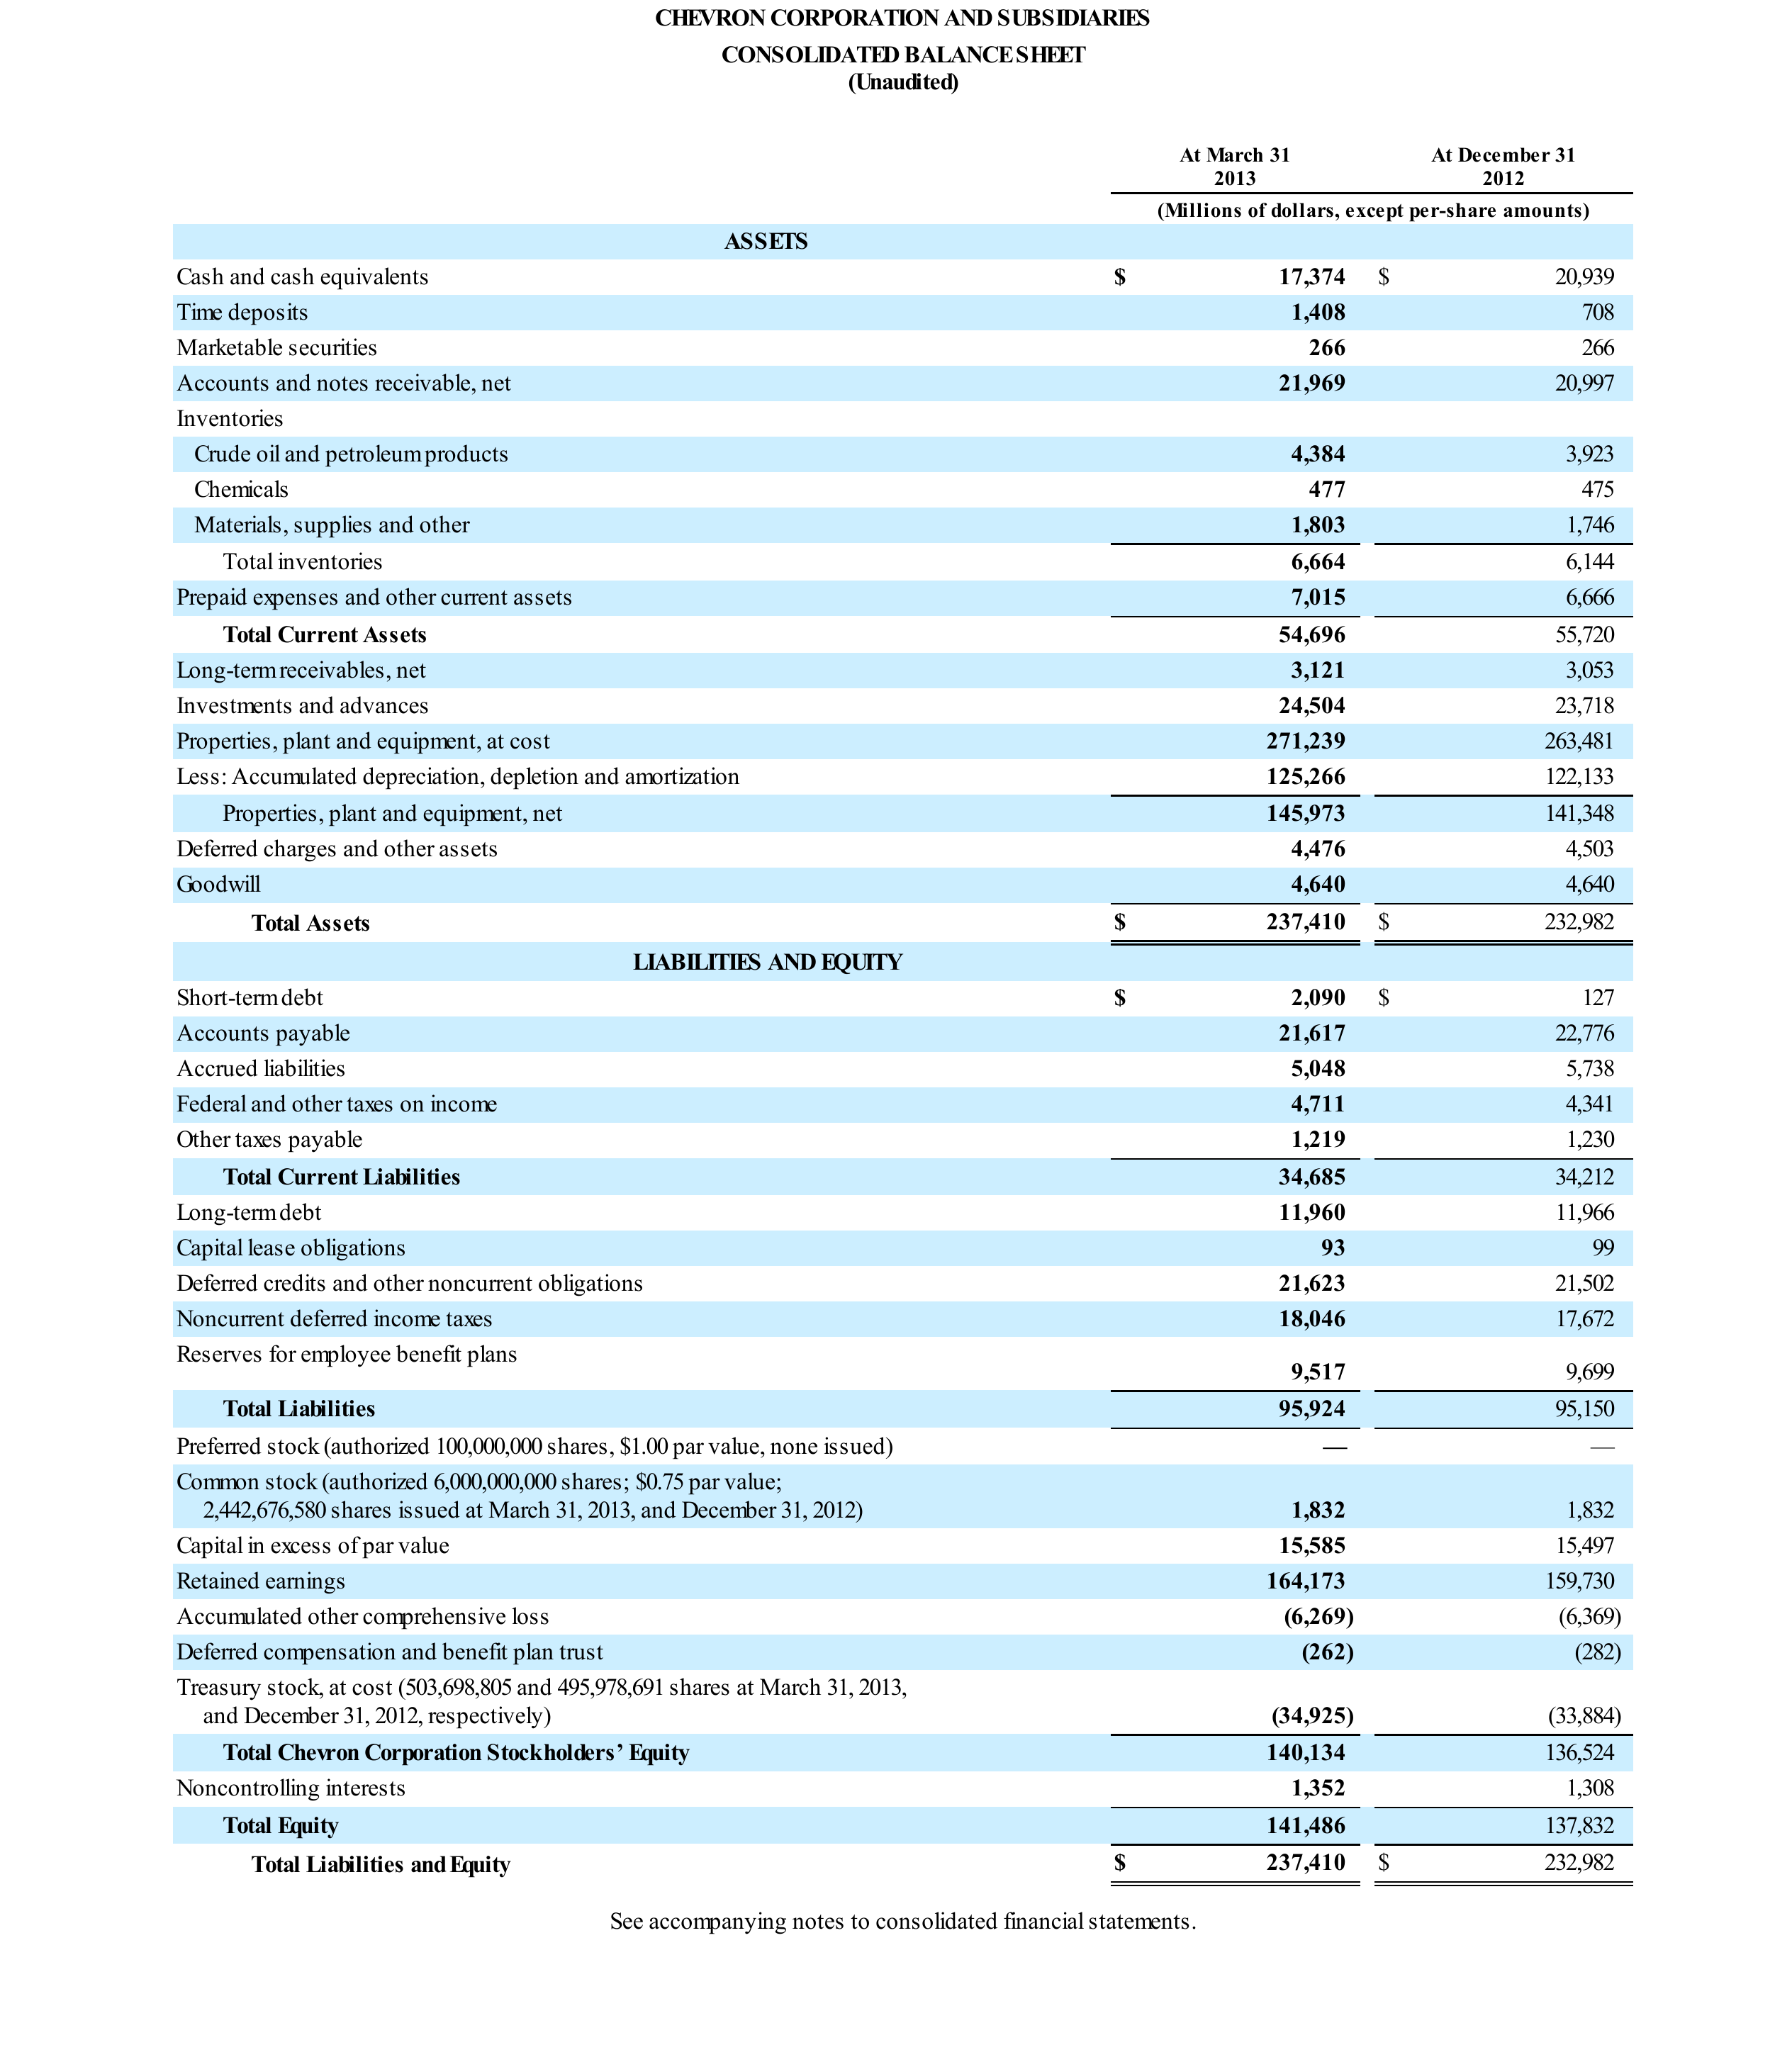 CHEVRON CORPORATION AND SUBSIDIARIES
CONSOLIDATED BALANCE SHEET
(Unaudited)
At March 31 At December 31
2013 2012
(Millions of dollars, except per-share amounts)
ASSETS
Cash and cash equivalents $ 17,374 $ 20,939
Time deposits 1,408 708
Marketable securities 266 266
Accounts and notes receivable, net 21,969 20,997
Inventories
Crude oil and petroleum products 4,384 3,923
Chemicals 477 475
Materials, supplies and other 1,803 1,746
Total inventories 6,664 6,144
Prepaid expenses and other current assets 7,015 6,666
Total Current Assets 54,696 55,720
Long-term receivables, net 3,121 3,053
Investments and advances 24,504 23,718
Properties, plant and equipment, at cost 271,239 263,481
Less: Accumulated depreciation, depletion and amortization 125,266 122,133
Properties, plant and equipment, net 145,973 141,348
Deferred charges and other assets 4,476 4,503
Goodwill 4,640 4,640
Total Assets $ 237,410 $ 232,982
LIABILITIES AND EQUITY
Short-term debt $ 2,090 $ 127
Accounts payable 21,617 22,776
Accrued liabilities 5,048 5,738
Federal and other taxes on income 4,711 4,341
Other taxes payable 1,219 1,230
Total Current Liabilities 34,685 34,212
Long-term debt 11,960 11,966
Capital lease obligations 93 99
Deferred credits and other noncurrent obligations 21,623 21,502
Noncurrent deferred income taxes 18,046 17,672
Reserves for employee benefit plans 9,517 9,699
Total Liabilities 95,924 95,150
Preferred stock (authorized 100,000,000 shares, $1.00 par value, none issued) — —
Common stock (authorized 6,000,000,000 shares; $0.75 par value;
2,442,676,580 shares issued at March 31, 2013, and December 31, 2012) 1,832 1,832
Capital in excess of par value 15,585 15,497
Retained earnings 164,173 159,730
Accumulated other comprehensive loss (6,269) (6,369)
Deferred compensation and benefit plan trust (262) (282)
Treasury stock, at cost (503,698,805 and 495,978,691 shares at March 31, 2013,
and December 31, 2012, respectively) (34,925) (33,884)
Total Chevron Corporation Stockholders’ Equity 140,134 136,524
Noncontrolling interests 1,352 1,308
Total Equity 141,486 137,832
Total Liabilities and Equity $ 237,410 $ 232,982
See accompanying notes to consolidated financial statements.